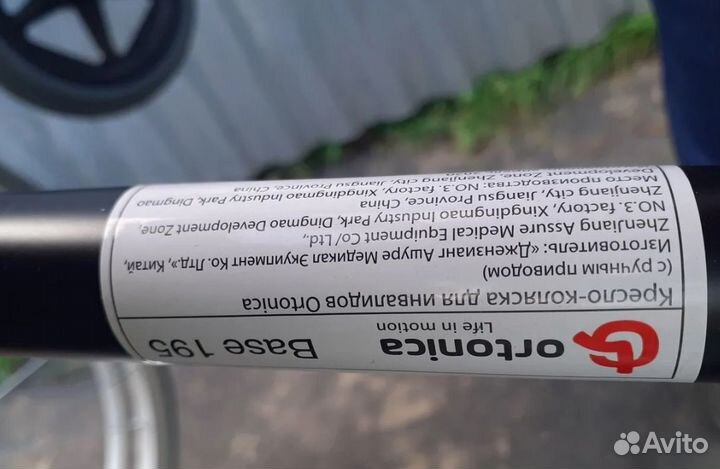 ortonica
Life in motion
Base 195
Кресло-коляска для инвалидов Ortonica
(с ручным приводом)
Изготовитель: «Джензианг Ашуре Медикал Экуипмент Ко. Лтд.», Китай,
ZhenJiang Assure Medical Equipment Co/Ltd.,
NO.3 factory, Xingdingmao Industry Park, Dingmao Development Zone,
Zhenjiang city, Jiangsu Province, China
Место производства: NO.3. factory, Xingdingmao Industry Park, Dingmao
Development Zone, Zhenjiang city, Jiangsu Province, China
Avito